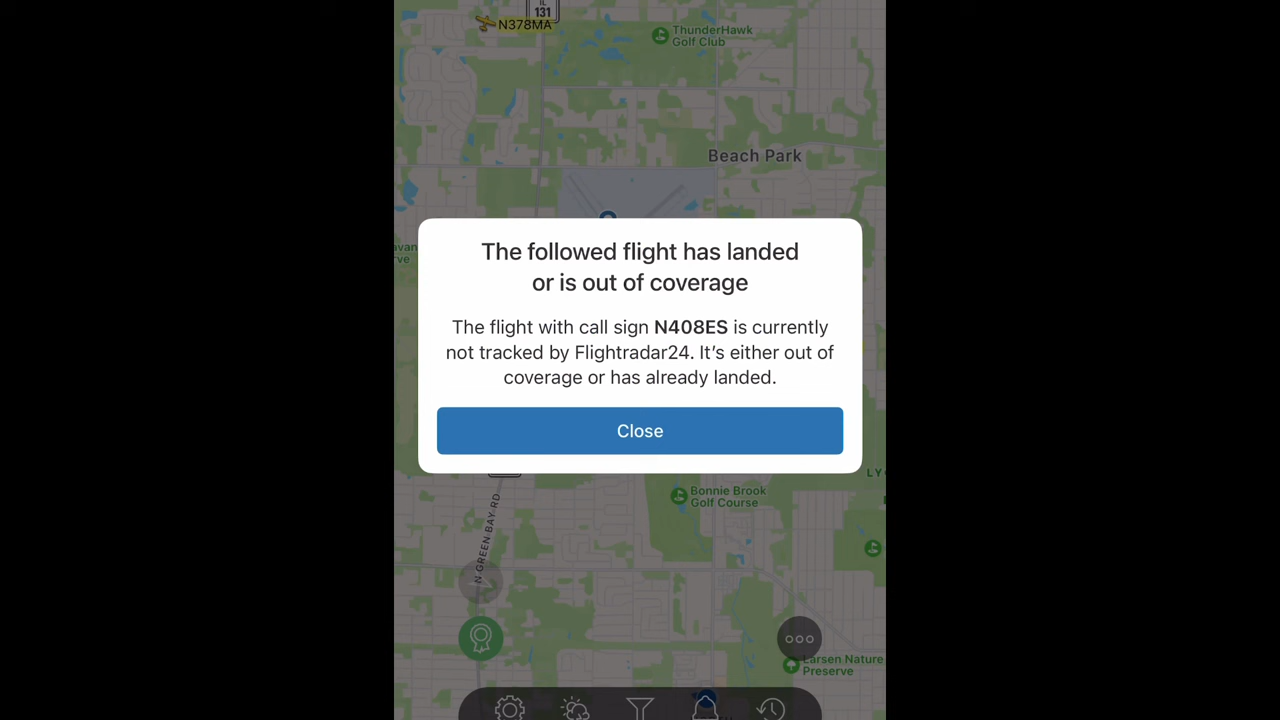 IL
131
N378MA
ThunderHawk
Golf Club
Beach Park
The followed flight has landed
or is out of coverage
The flight with call sign N408ES is currently
not tracked by Flightradar24. It’s either out of
coverage or has already landed.
Close
LY
Bonnie Brook
Golf Course
N GREEN BAY RD
Larsen Nature
Preserve